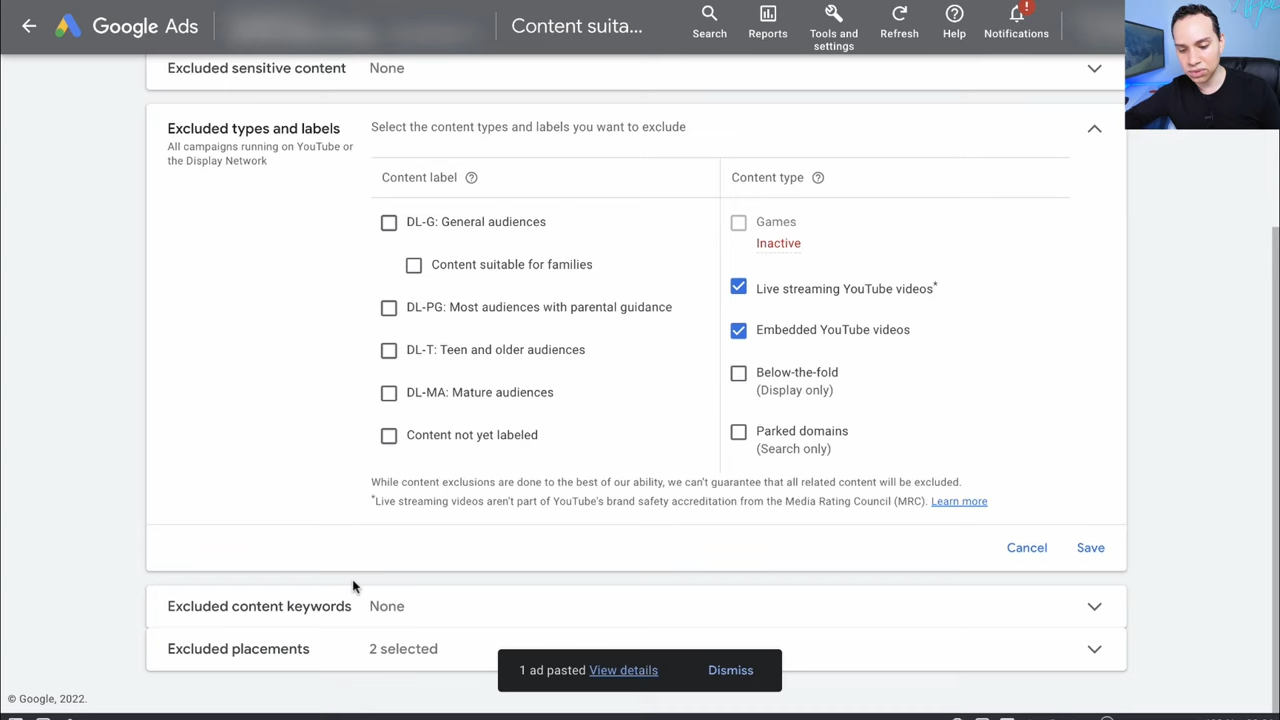 Google Ads
Content suita...
Search
Reports
Tools and
settings
Refresh
Help
!
Notifications
Excluded sensitive content
None
Excluded types and labels
All campaigns running on YouTube or
the Display Network
Select the content types and labels you want to exclude
Content label
Content type
DL-G: General audiences
Content suitable for families
DL-PG: Most audiences with parental guidance
DL-T: Teen and older audiences
DL-MA: Mature audiences
Content not yet labeled
Games
Inactive
Live streaming YouTube videos*
Embedded YouTube videos
Below-the-fold
(Display only)
Parked domains
(Search only)
While content exclusions are done to the best of our ability, we can't guarantee that all related content will be excluded.
*Live streaming videos aren't part of YouTube's brand safety accreditation from the Media Rating Council (MRC). Learn more
Cancel
Save
Excluded content keywords
None
Excluded placements
2 selected
1 ad pasted View details
Dismiss
© Google, 2022.